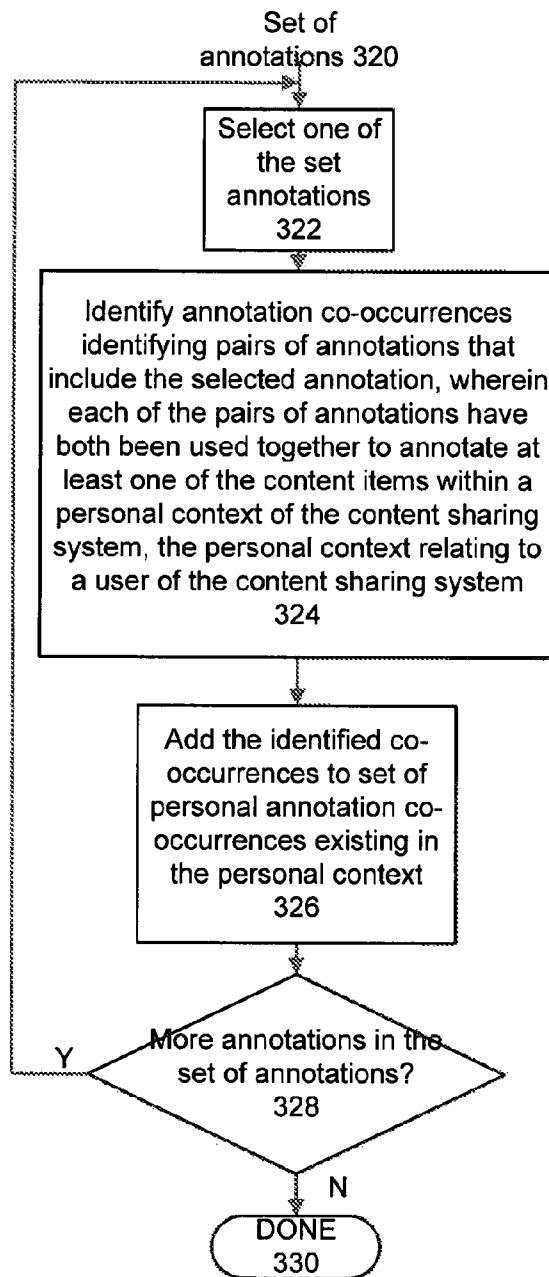 Set of
annotations 320
Select one of
the set
annotations
322
Identify annotation co-occurrences
identifying pairs of annotations that
include the selected annotation, wherein
each of the pairs of annotations have
both been used together to annotate at
least one of the content items within a
personal context of the content sharing
system, the personal context relating to
a user of the content sharing system
324
Add the identified co-
occurrences to set of
personal annotation co-
occurrences existing in
the personal context
326
More annotations in the
set of annotations?
328
Y
N
DONE
330